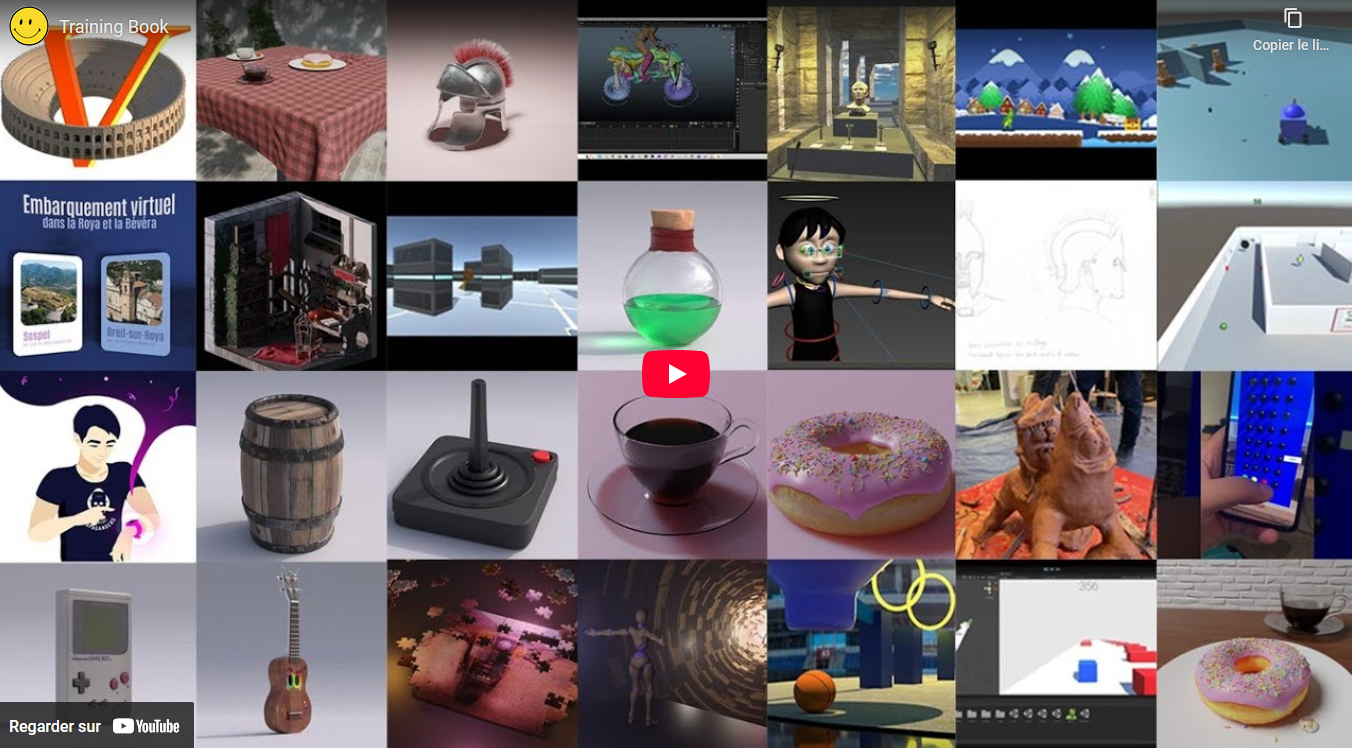 Training Book
Copier le li…
Embarquement virtuel
dans la Roya et la Bévéra
Sospel
Breil-sur-Roya
356
Regarder sur YouTube